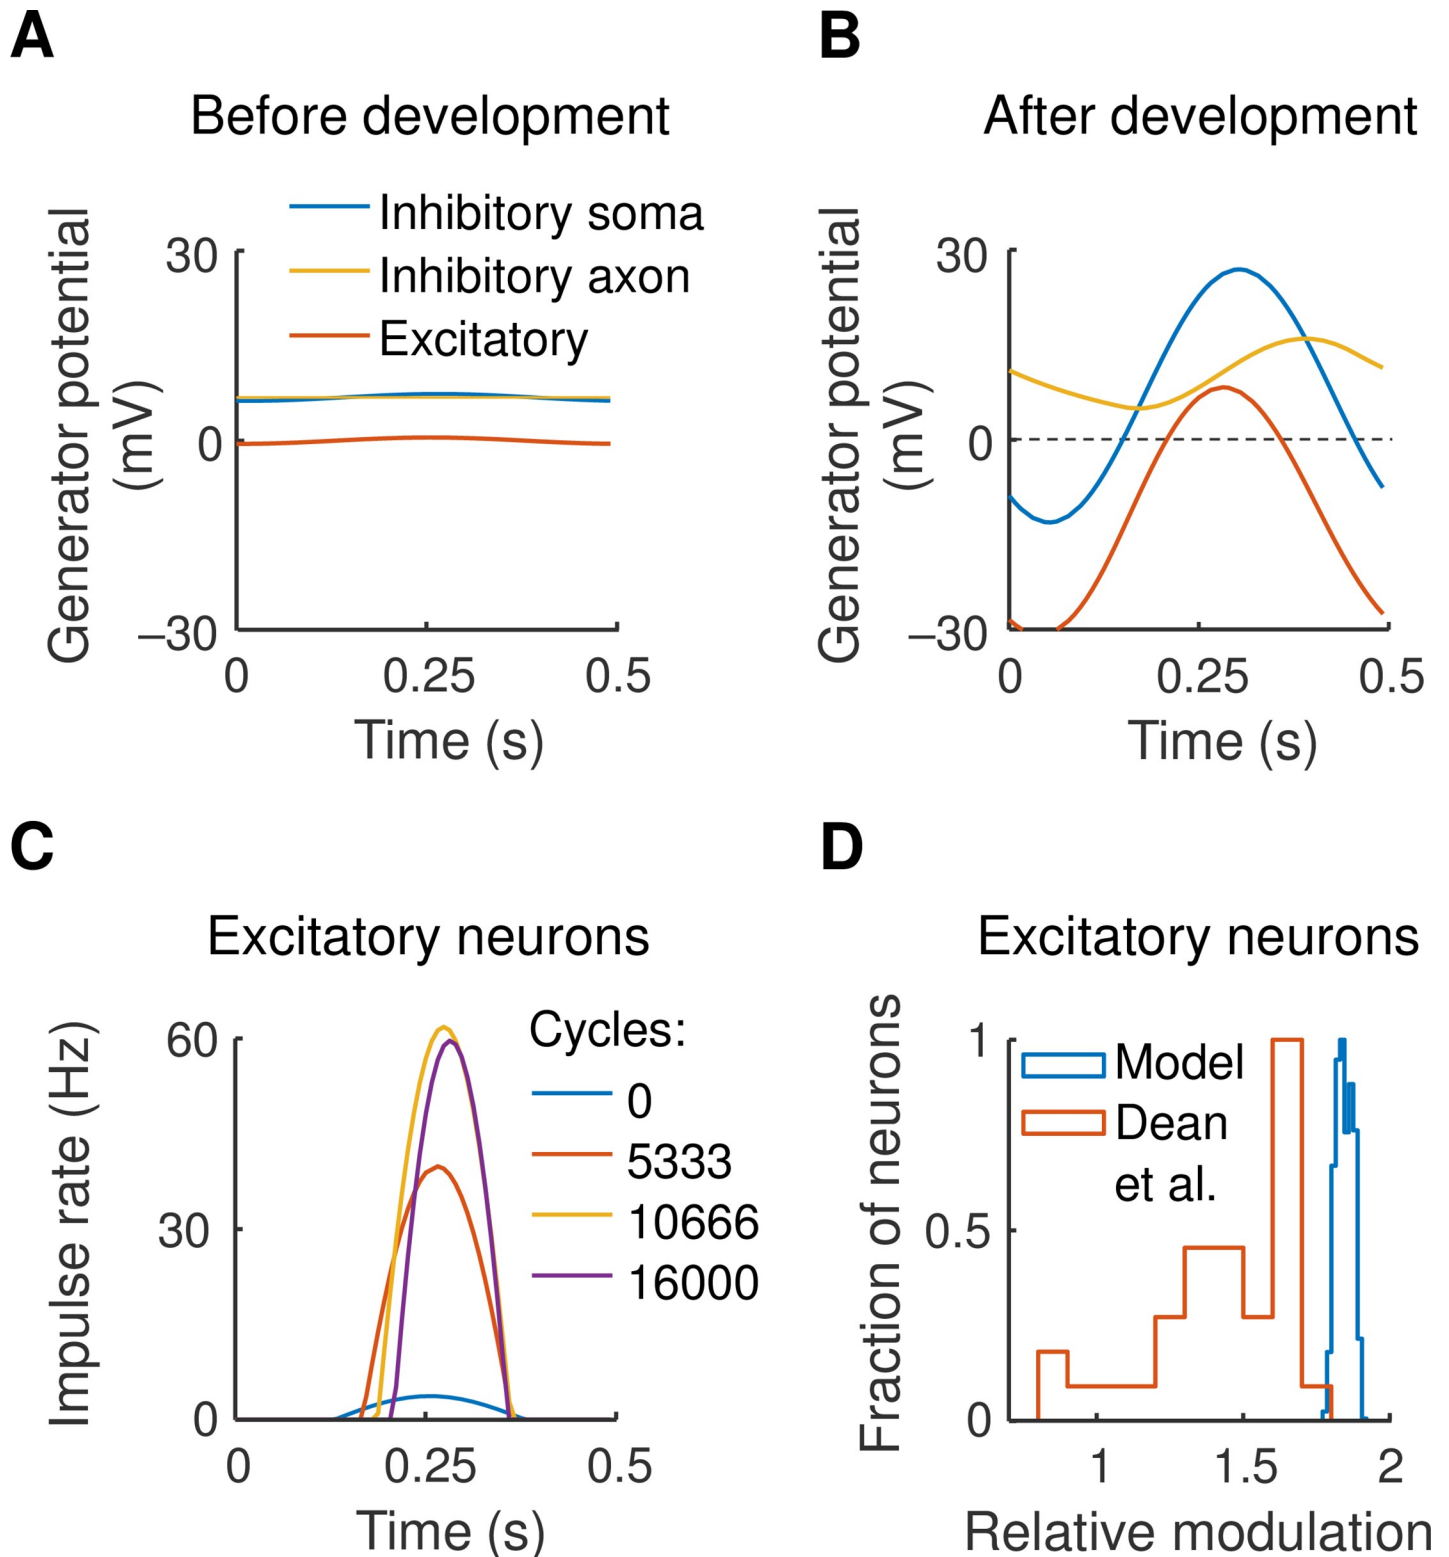 A
Before development
Inhibitory soma
Inhibitory axon
Excitatory
Generator potential
(mV)
30
0
–30
0 0.25 0.5
Time (s)
B
After development
Generator potential
(mV)
30
0
–30
0 0.25 0.5
Time (s)
C
Excitatory neurons
Impulse rate (Hz)
60
30
0
Cycles:
0
5333
10666
16000
0 0.25 0.5
Time (s)
D
Excitatory neurons
Fraction of neurons
1
0.5
0
Model
Dean
et al.
1 1.5 2
Relative modulation